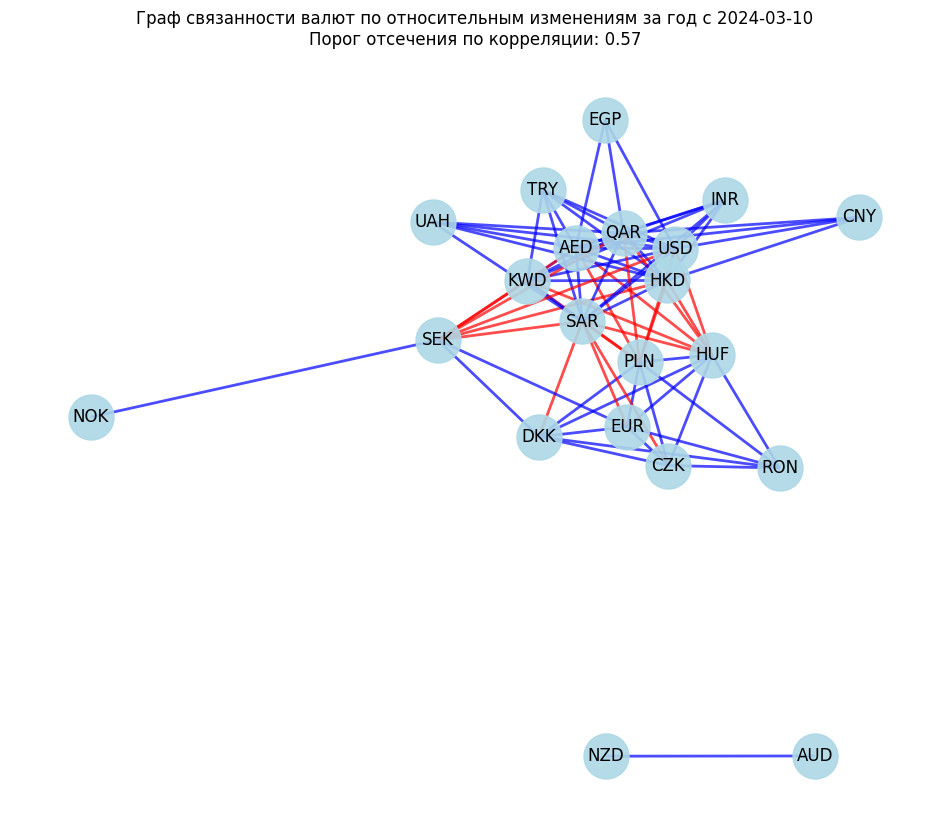 Граф связанности валют по относительным изменениям за год с 2024-03-10
Порог отсечения по корреляции: 0.57
EGP
TRY
INR
UAH
CNY
QAR
AED
USD
KWD
HKD
SAR
SEK
HUF
PLN
NOK
EUR
DKK
CZK
RON
NZD
AUD